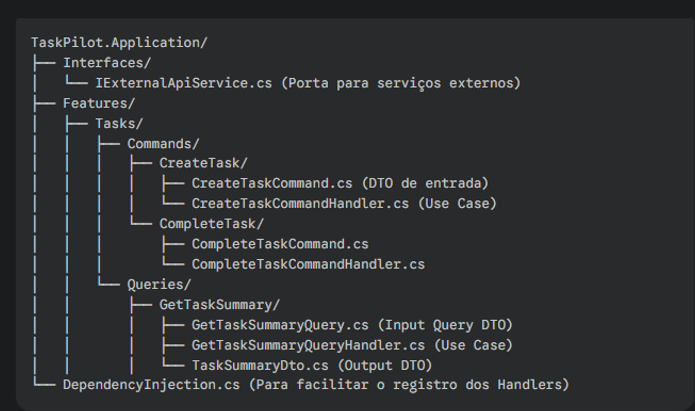 TaskPilot.Application/
├── Interfaces/
│   └── IExternalApiService.cs (Porta para serviços externos)
├── Features/
│   ├── Tasks/
│   │   ├── Commands/
│   │   │   ├── CreateTask/
│   │   │   │   ├── CreateTaskCommand.cs (DTO de entrada)
│   │   │   │   └── CreateTaskCommandHandler.cs (Use Case)
│   │   │   └── CompleteTask/
│   │   │       ├── CompleteTaskCommand.cs
│   │   │       └── CompleteTaskCommandHandler.cs
│   │   └── Queries/
│   │       ├── GetTaskSummary/
│   │       │   ├── GetTaskSummaryQuery.cs (Input Query DTO)
│   │       │   ├── GetTaskSummaryQueryHandler.cs (Use Case)
│   │       │   └── TaskSummaryDto.cs (Output DTO)
└── DependencyInjection.cs (Para facilitar o registro dos Handlers)